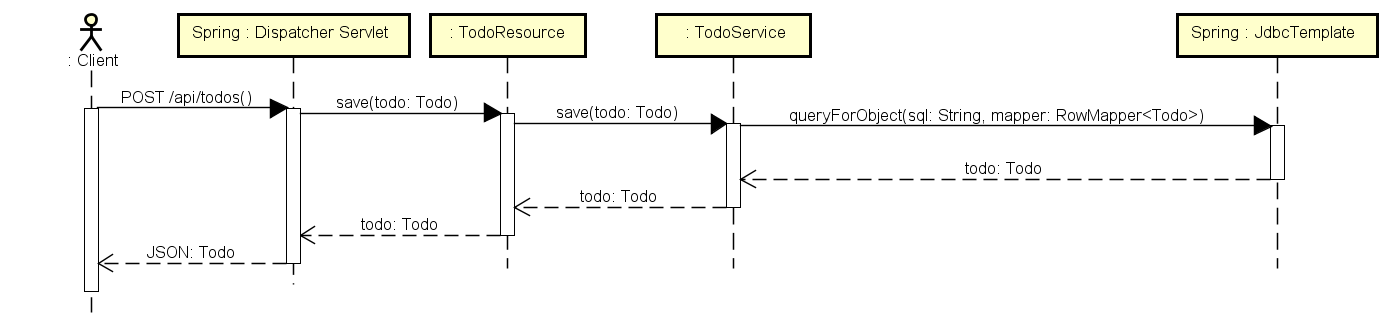 : Client
Spring : Dispatcher Servlet
: TodoResource
: TodoService
Spring : JdbcTemplate
POST /api/todos()
save(todo: Todo)
save(todo: Todo)
queryForObject(sql: String, mapper: RowMapper<Todo>)
todo: Todo
todo: Todo
todo: Todo
JSON: Todo